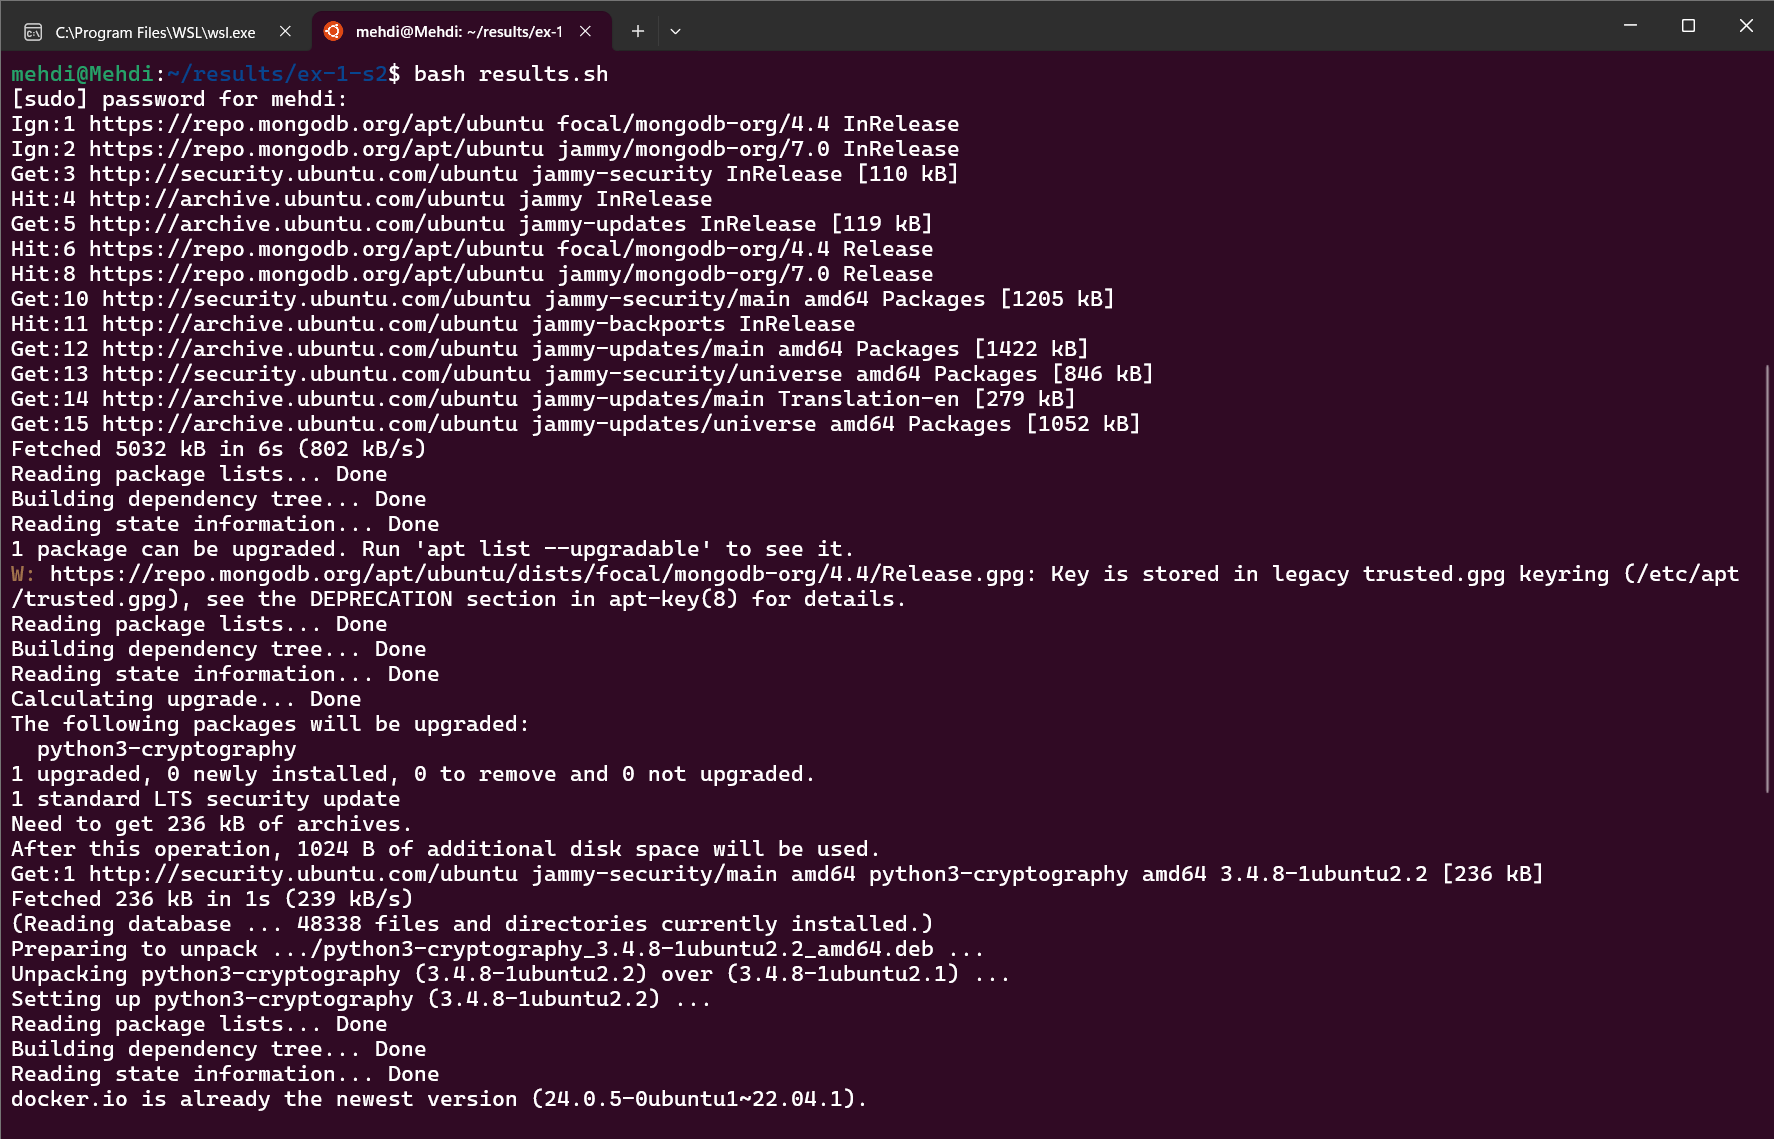 C:\Program Files\WSL\wsl.exe
mehdi@Mehdi: ~/results/ex-1
mehdi@Mehdi:~/results/ex-1-s2$ bash results.sh
[sudo] password for mehdi:
Ign:1 https://repo.mongodb.org/apt/ubuntu focal/mongodb-org/4.4 InRelease
Ign:2 https://repo.mongodb.org/apt/ubuntu jammy/mongodb-org/7.0 InRelease
Get:3 http://security.ubuntu.com/ubuntu jammy-security InRelease [110 kB]
Hit:4 http://archive.ubuntu.com/ubuntu jammy InRelease
Get:5 http://archive.ubuntu.com/ubuntu jammy-updates InRelease [119 kB]
Hit:6 https://repo.mongodb.org/apt/ubuntu focal/mongodb-org/4.4 Release
Hit:8 https://repo.mongodb.org/apt/ubuntu jammy/mongodb-org/7.0 Release
Get:10 http://security.ubuntu.com/ubuntu jammy-security/main amd64 Packages [1205 kB]
Hit:11 http://archive.ubuntu.com/ubuntu jammy-backports InRelease
Get:12 http://archive.ubuntu.com/ubuntu jammy-updates/main amd64 Packages [1422 kB]
Get:13 http://security.ubuntu.com/ubuntu jammy-security/universe amd64 Packages [846 kB]
Get:14 http://archive.ubuntu.com/ubuntu jammy-updates/main Translation-en [279 kB]
Get:15 http://archive.ubuntu.com/ubuntu jammy-updates/universe amd64 Packages [1052 kB]
Fetched 5032 kB in 6s (802 kB/s)
Reading package lists... Done
Building dependency tree... Done
Reading state information... Done
1 package can be upgraded. Run 'apt list --upgradable' to see it.
W: https://repo.mongodb.org/apt/ubuntu/dists/focal/mongodb-org/4.4/Release.gpg: Key is stored in legacy trusted.gpg keyring (/etc/apt
/trusted.gpg), see the DEPRECATION section in apt-key(8) for details.
Reading package lists... Done
Building dependency tree... Done
Reading state information... Done
Calculating upgrade... Done
The following packages will be upgraded:
  python3-cryptography
1 upgraded, 0 newly installed, 0 to remove and 0 not upgraded.
1 standard LTS security update
Need to get 236 kB of archives.
After this operation, 1024 B of additional disk space will be used.
Get:1 http://security.ubuntu.com/ubuntu jammy-security/main amd64 python3-cryptography amd64 3.4.8-1ubuntu2.2 [236 kB]
Fetched 236 kB in 1s (239 kB/s)
(Reading database ... 48338 files and directories currently installed.)
Preparing to unpack .../python3-cryptography_3.4.8-1ubuntu2.2_amd64.deb ...
Unpacking python3-cryptography (3.4.8-1ubuntu2.2) over (3.4.8-1ubuntu2.1) ...
Setting up python3-cryptography (3.4.8-1ubuntu2.2) ...
Reading package lists... Done
Building dependency tree... Done
Reading state information... Done
docker.io is already the newest version (24.0.5-0ubuntu1~22.04.1).